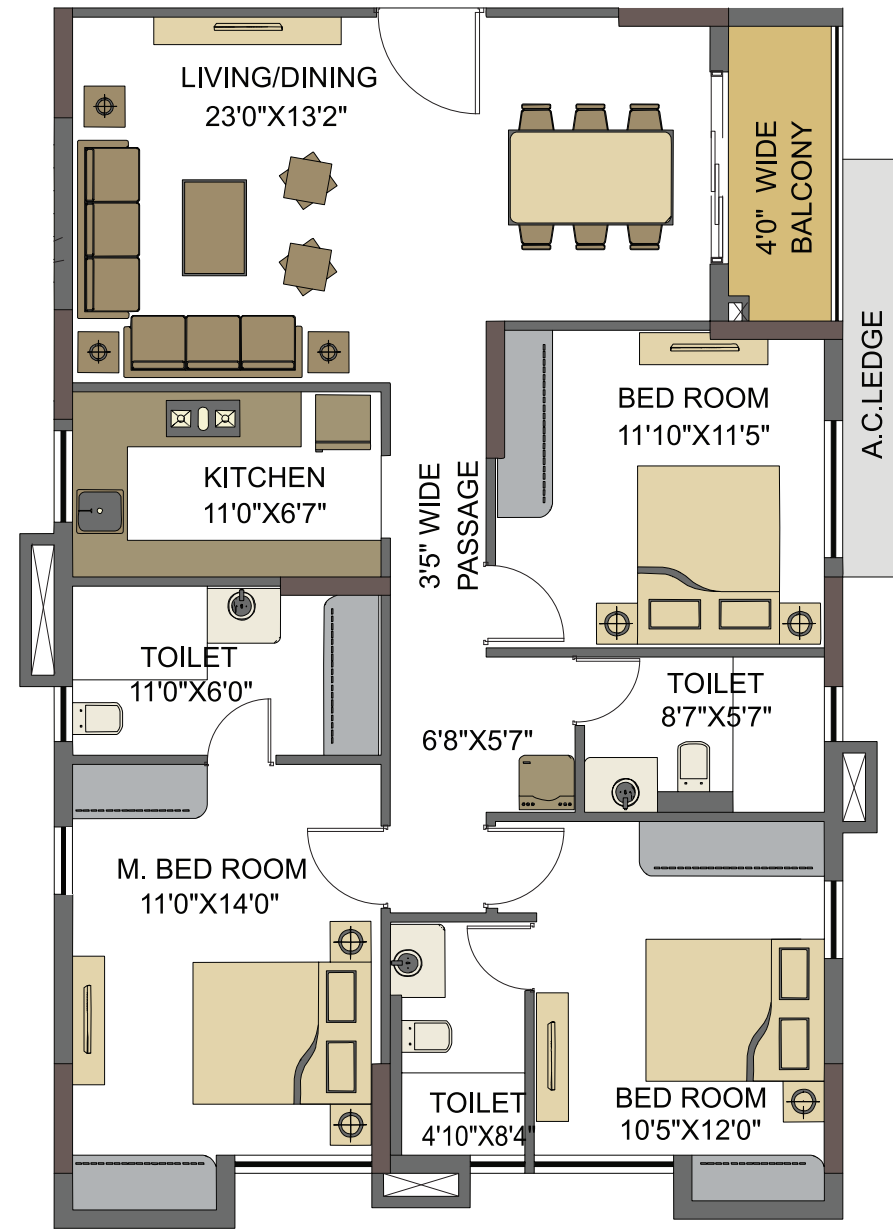 LIVING/DINING
23'0"X13'2"
4'0" WIDE
BALCONY
A.C.LEDGE
BED ROOM
11'10"X11'5"
KITCHEN
11'0"X6'7"
3'5" WIDE
PASSAGE
TOILET
11'0"X6'0"
TOILET
8'7"X5'7"
6'8"X5'7"
M. BED ROOM
11'0"X14'0"
TOILET
4'10"X8'4"
BED ROOM
10'5"X12'0"